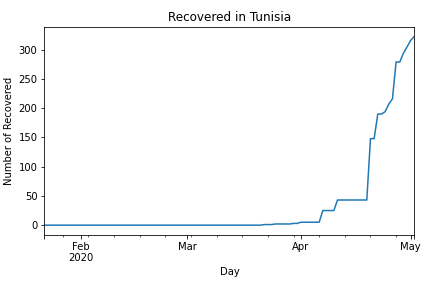 Recovered in Tunisia
Number of Recovered
300
250
200
150
100
50
0
Feb
2020
Mar
Apr
May
Day